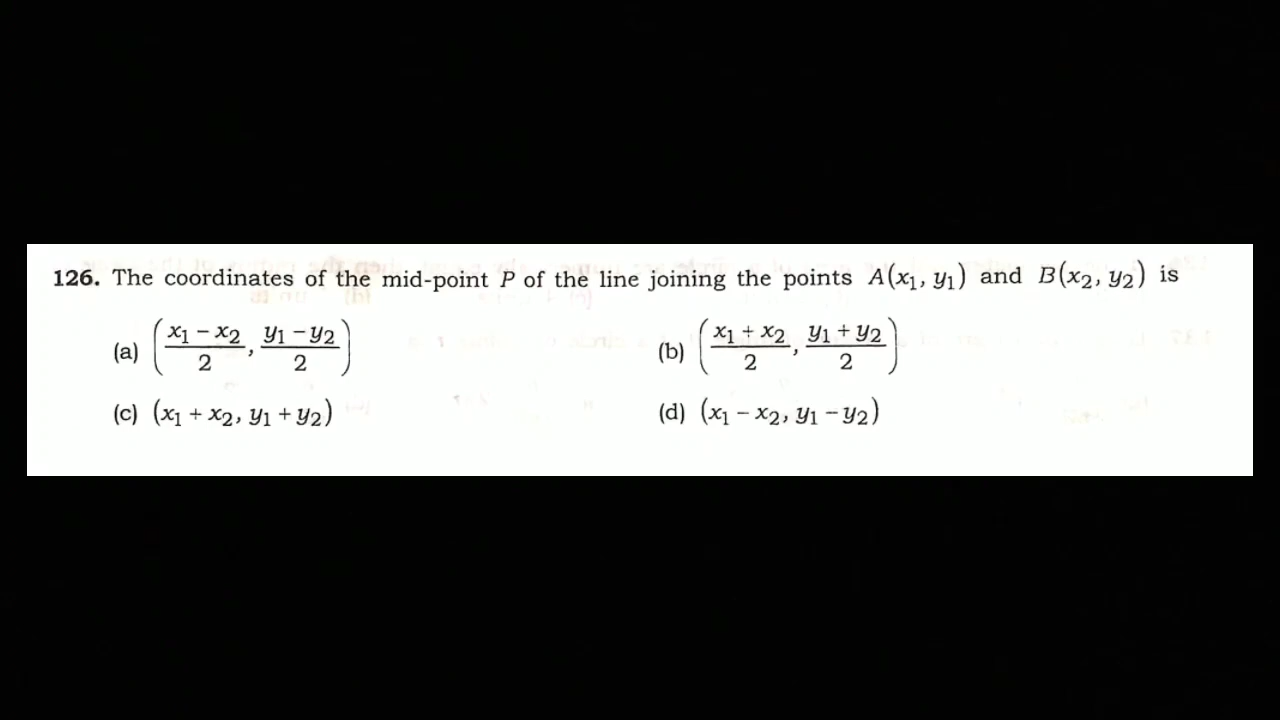 126. The coordinates of the mid-point P of the line joining the points A(x₁, y₁) and B(x₂, y₂) is
(a) ((x₁ − x₂)/2, (y₁ − y₂)/2) (b) ((x₁ + x₂)/2, (y₁ + y₂)/2)
(c) (x₁ + x₂, y₁ + y₂) (d) (x₁ − x₂, y₁ − y₂)